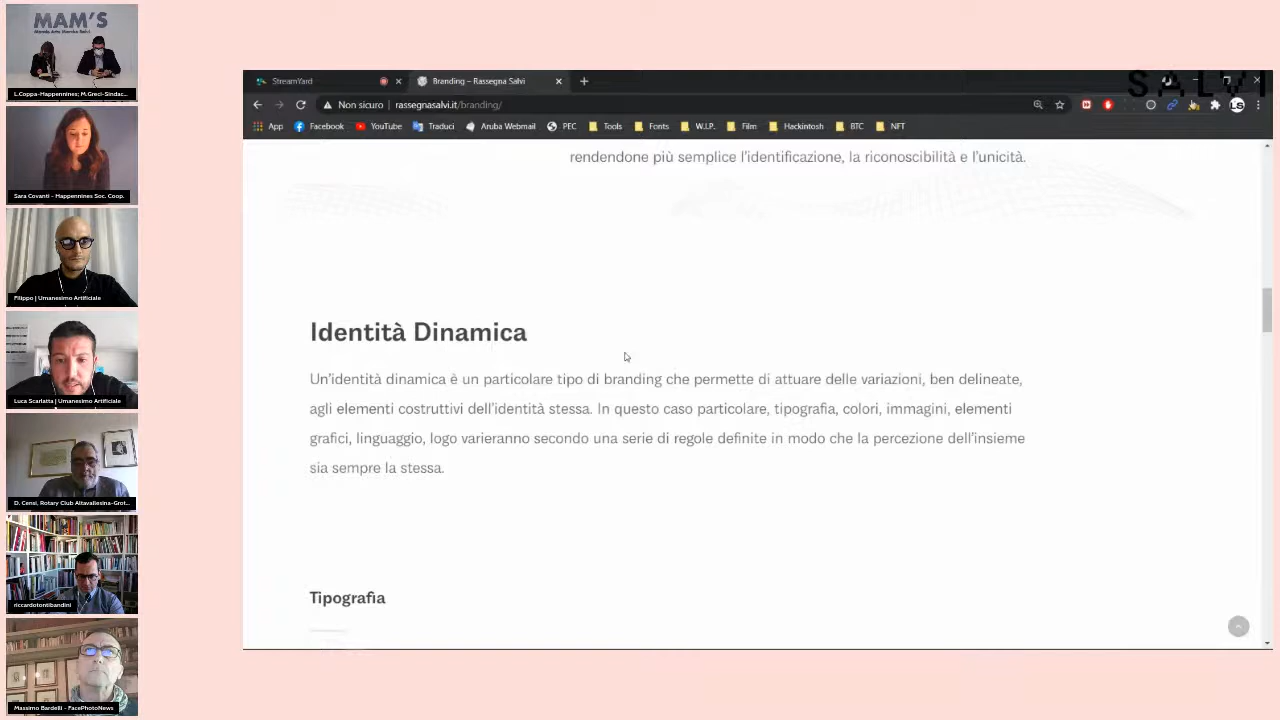 MAM'S
L.Coppa-Happennines; M.Greci-Sindac...
Sara Covanti - Happennines Soc. Coop.
Filippo | Umanesimo Artificiale
Luca Scarlatta | Umanesimo Artificiale
D. Censi, Rotary Club Altavallesina-Grot...
riccardotontibandini
Massimo Bardelli - FacePhotoNews
SALVI
StreamYard
Branding – Rassegna Salvi
Non sicuro | rassegnasalvi.it/branding/
App Facebook YouTube Traduci Aruba Webmail PEC Tools Fonts W.I.P. Film Hackintosh BTC NFT
rendendone più semplice l'identificazione, la riconoscibilità e l'unicità.
Identità Dinamica
Un'identità dinamica è un particolare tipo di branding che permette di attuare delle variazioni, ben delineate,
agli elementi costruttivi dell'identità stessa. In questo caso particolare, tipografia, colori, immagini, elementi
grafici, linguaggio, logo varieranno secondo una serie di regole definite in modo che la percezione dell'insieme
sia sempre la stessa.
Tipografia